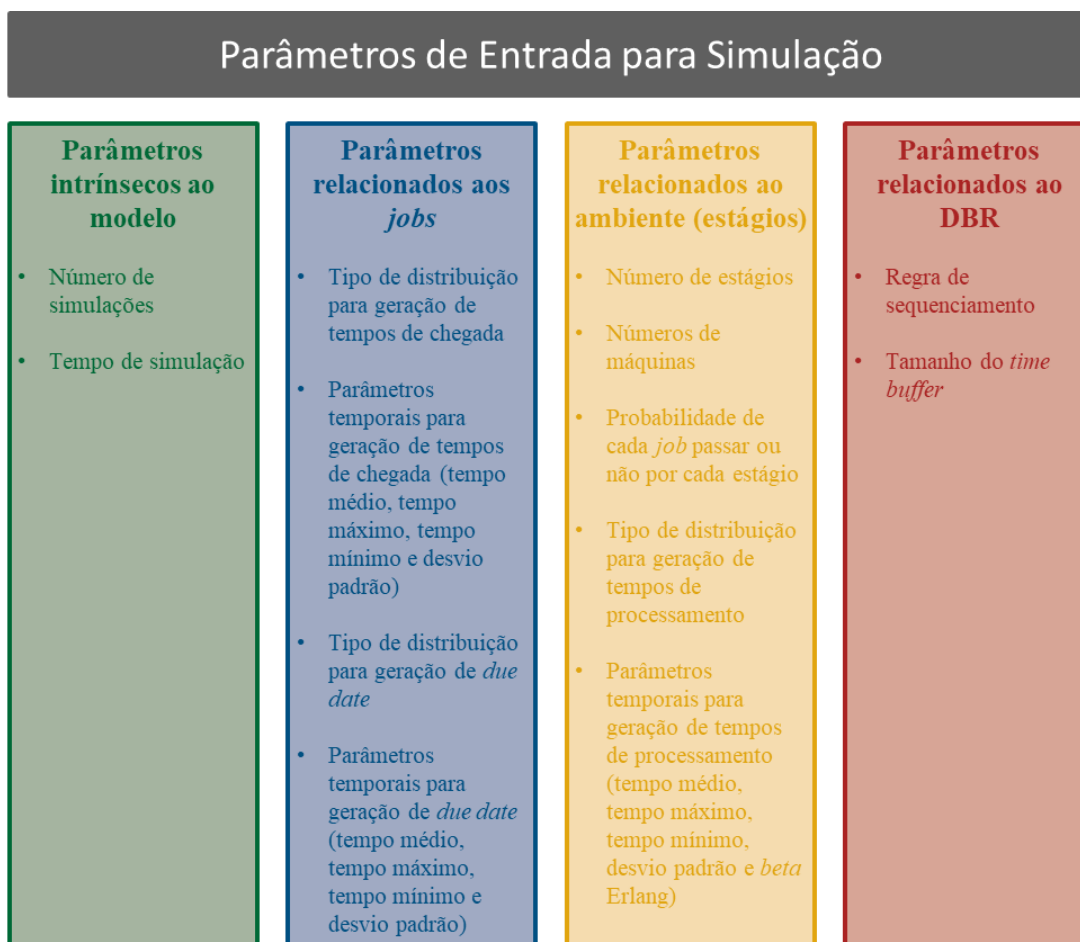 Parâmetros de Entrada para Simulação
Parâmetros
intrínsecos ao
modelo
• Número de
simulações
• Tempo de simulação
Parâmetros
relacionados aos
jobs
• Tipo de distribuição
para geração de
tempos de chegada
• Parâmetros
temporais para
geração de tempos
de chegada (tempo
médio, tempo
máximo, tempo
mínimo e desvio
padrão)
• Tipo de distribuição
para geração de due
date
• Parâmetros
temporais para
geração de due date
(tempo médio,
tempo máximo,
tempo mínimo e
desvio padrão)
Parâmetros
relacionados ao
ambiente (estágios)
• Número de estágios
• Números de
máquinas
• Probabilidade de
cada job passar ou
não por cada estágio
• Tipo de distribuição
para geração de
tempos de
processamento
• Parâmetros
temporais para
geração de tempos
de processamento
(tempo médio,
tempo máximo,
tempo mínimo,
desvio padrão e beta
Erlang)
Parâmetros
relacionados ao
DBR
• Regra de
sequenciamento
• Tamanho do time
buffer